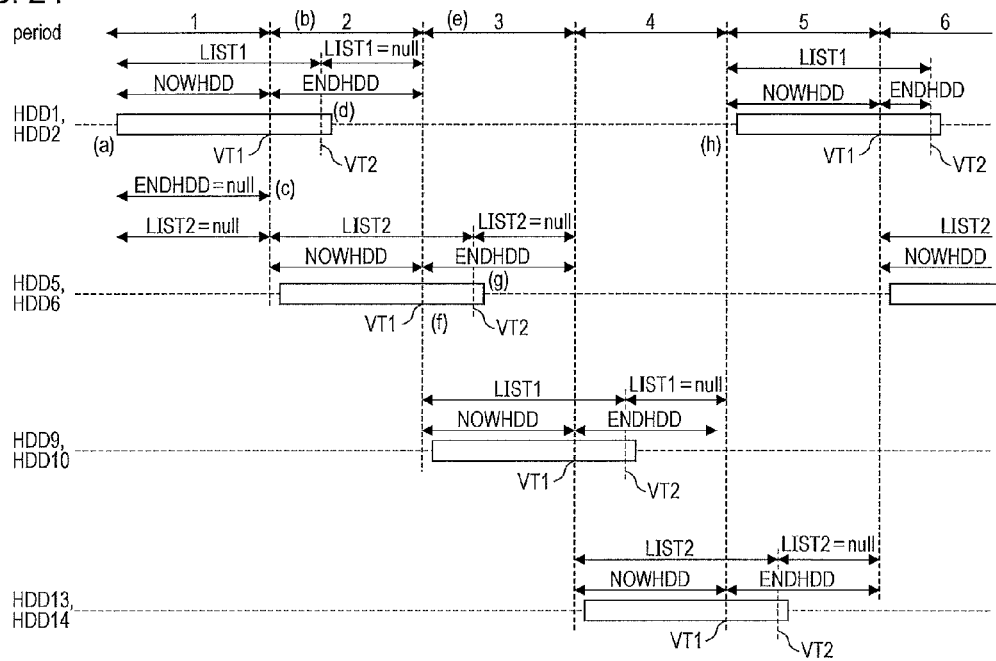 period 1 (b) 2 (e) 3 4 5 6
LIST1 LIST1=null LIST1
NOWHDD ENDHDD NOWHDD ENDHDD
HDD1,
HDD2
(a) (d) (h)
VT1 VT2 VT1 VT2
ENDHDD=null (c)
LIST2=null LIST2 LIST2=null LIST2
NOWHDD ENDHDD NOWHDD
HDD5,
HDD6
(g)
VT1 (f) VT2
LIST1 LIST1=null
NOWHDD ENDHDD
HDD9,
HDD10
VT1 VT2
LIST2 LIST2=null
NOWHDD ENDHDD
HDD13,
HDD14
VT1 VT2